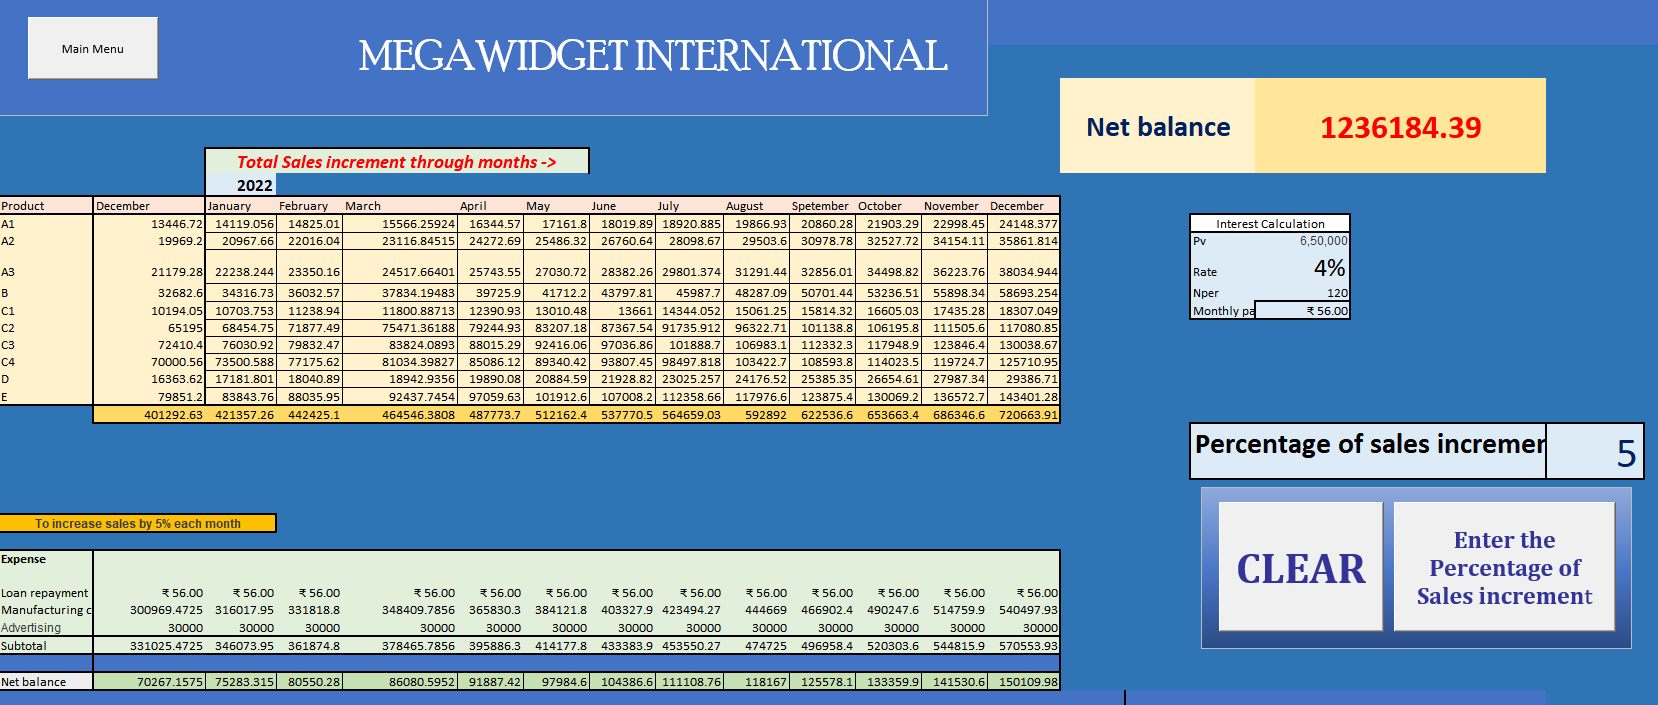 Main Menu
MEGAWIDGET INTERNATIONAL
Net balance 1236184.39
Total Sales increment through months ->
2022
Product December January February March April May June July August Spetember October November December
A1 13446.72 14119.056 14825.01 15566.25924 16344.57 17161.8 18019.89 18920.885 19866.93 20860.28 21903.29 22998.45 24148.377
A2 19969.2 20967.66 22016.04 23116.84515 24272.69 25486.32 26760.64 28098.67 29503.6 30978.78 32527.72 34154.11 35861.814
A3 21179.28 22238.244 23350.16 24517.66401 25743.55 27030.72 28382.26 29801.374 31291.44 32856.01 34498.82 36223.76 38034.944
B 32682.6 34316.73 36032.57 37834.19483 39725.9 41712.2 43797.81 45987.7 48287.09 50701.44 53236.51 55898.34 58693.254
C1 10194.05 10703.753 11238.94 11800.88713 12390.93 13010.48 13661 14344.052 15061.25 15814.32 16605.03 17435.28 18307.049
C2 65195 68454.75 71877.49 75471.36188 79244.93 83207.18 87367.54 91735.912 96322.71 101138.8 106195.8 111505.6 117080.85
C3 72410.4 76030.92 79832.47 83824.0893 88015.29 92416.06 97036.86 101888.7 106983.1 112332.3 117948.9 123846.4 130038.67
C4 70000.56 73500.588 77175.62 81034.39827 85086.12 89340.42 93807.45 98497.818 103422.7 108593.8 114023.5 119724.7 125710.95
D 16363.62 17181.801 18040.89 18942.9356 19890.08 20884.59 21928.82 23025.257 24176.52 25385.35 26654.61 27987.34 29386.71
E 79851.2 83843.76 88035.95 92437.7454 97059.63 101912.6 107008.2 112358.66 117976.6 123875.4 130069.2 136572.7 143401.28
401292.63 421357.26 442425.1 464546.3808 487773.7 512162.4 537770.5 564659.03 592892 622536.6 653663.4 686346.6 720663.91
Interest Calculation
Pv 6,50,000
Rate 4%
Nper 120
Monthly pa ₹ 56.00
Percentage of sales incremen 5
To increase sales by 5% each month
CLEAR
Enter the
Percentage of
Sales increment
Expense
Loan repayment ₹ 56.00 ₹ 56.00 ₹ 56.00 ₹ 56.00 ₹ 56.00 ₹ 56.00 ₹ 56.00 ₹ 56.00 ₹ 56.00 ₹ 56.00 ₹ 56.00 ₹ 56.00 ₹ 56.00
Manufacturing c 300969.4725 316017.95 331818.8 348409.7856 365830.3 384121.8 403327.9 423494.27 444669 466902.4 490247.6 514759.9 540497.93
Advertising 30000 30000 30000 30000 30000 30000 30000 30000 30000 30000 30000 30000 30000
Subtotal 331025.4725 346073.95 361874.8 378465.7856 395886.3 414177.8 433383.9 453550.27 474725 496958.4 520303.6 544815.9 570553.93
Net balance 70267.1575 75283.315 80550.28 86080.5952 91887.42 97984.6 104386.6 111108.76 118167 125578.1 133359.9 141530.6 150109.98